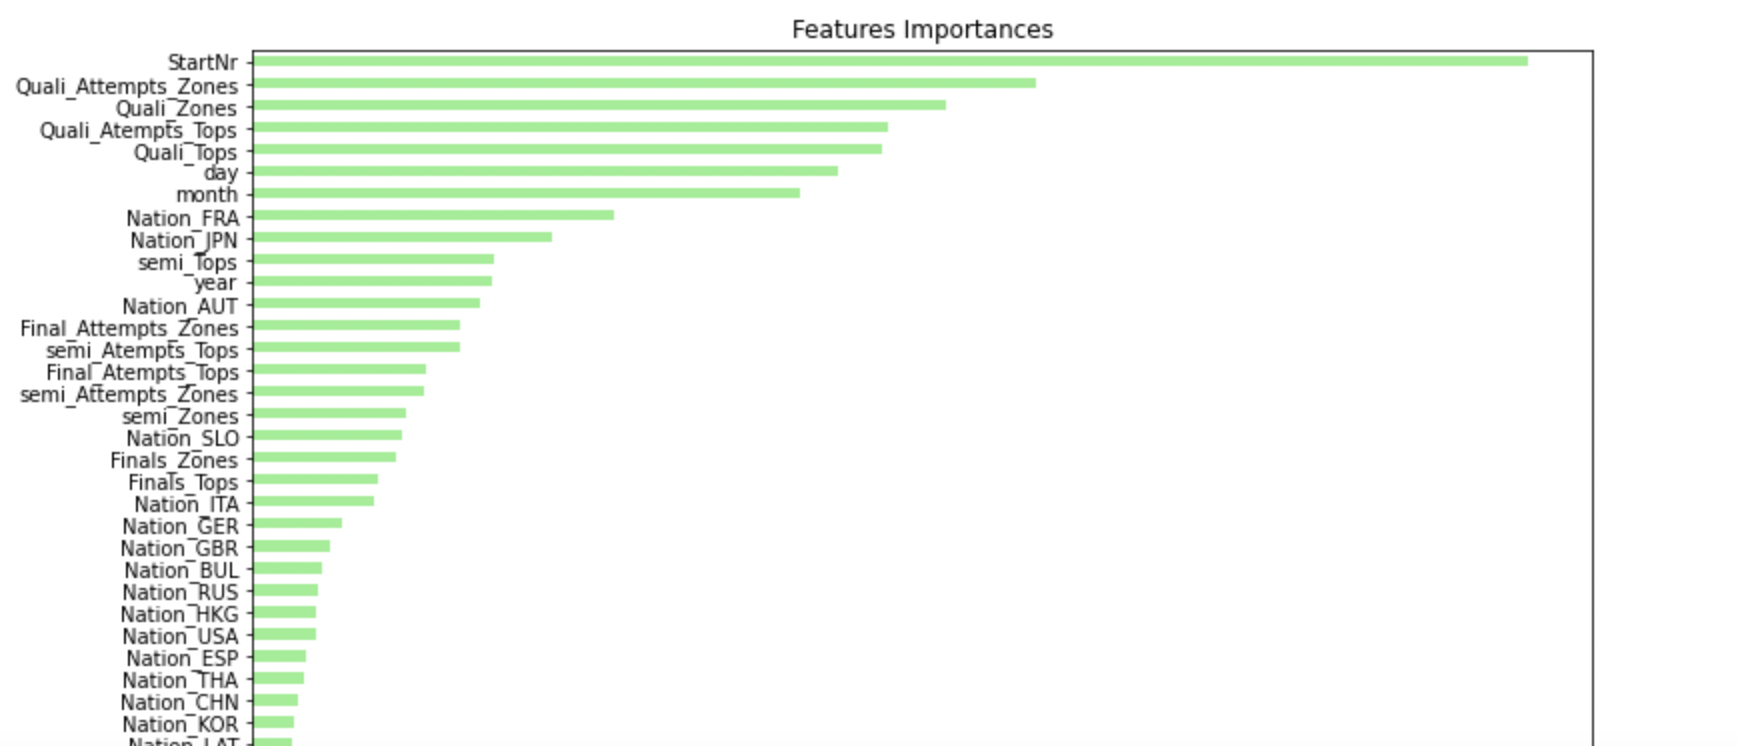 Features Importances
StartNr
Quali_Attempts_Zones
Quali_Zones
Quali_Atempts_Tops
Quali_Tops
day
month
Nation_FRA
Nation_JPN
semi_Tops
year
Nation_AUT
Final_Attempts_Zones
semi_Atempts_Tops
Final_Atempts_Tops
semi_Attempts_Zones
semi_Zones
Nation_SLO
Finals_Zones
Finals_Tops
Nation_ITA
Nation_GER
Nation_GBR
Nation_BUL
Nation_RUS
Nation_HKG
Nation_USA
Nation_ESP
Nation_THA
Nation_CHN
Nation_KOR
Nation_LAT